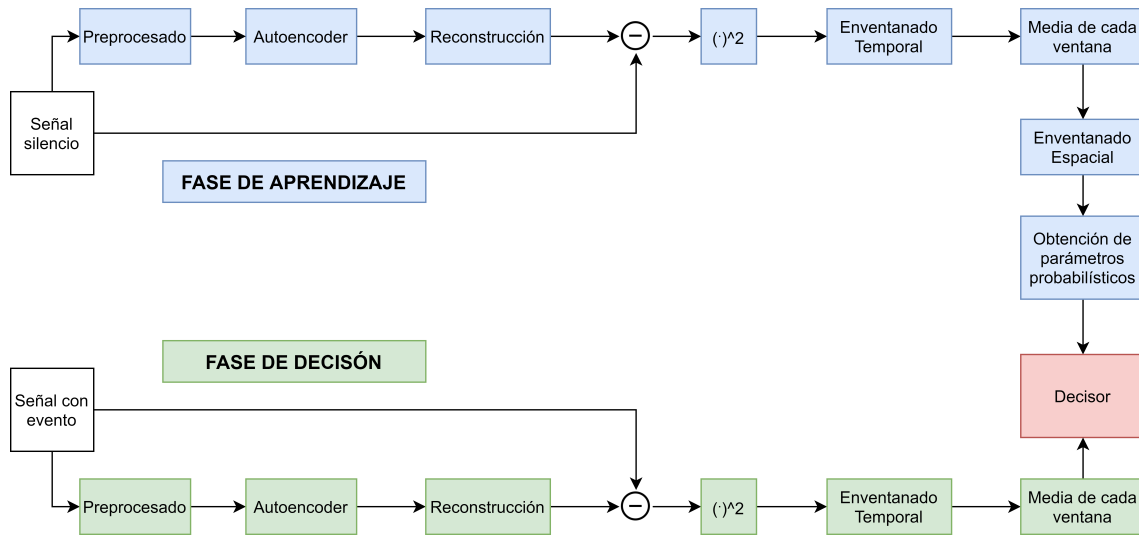 Preprocesado
Autoencoder
Reconstrucción
−
(·)^2
Enventanado
Temporal
Media de cada
ventana
Señal
silencio
Enventanado
Espacial
FASE DE APRENDIZAJE
Obtención de
parámetros
probabilísticos
FASE DE DECISÓN
Señal con
evento
Decisor
Preprocesado
Autoencoder
Reconstrucción
−
(·)^2
Enventanado
Temporal
Media de cada
ventana